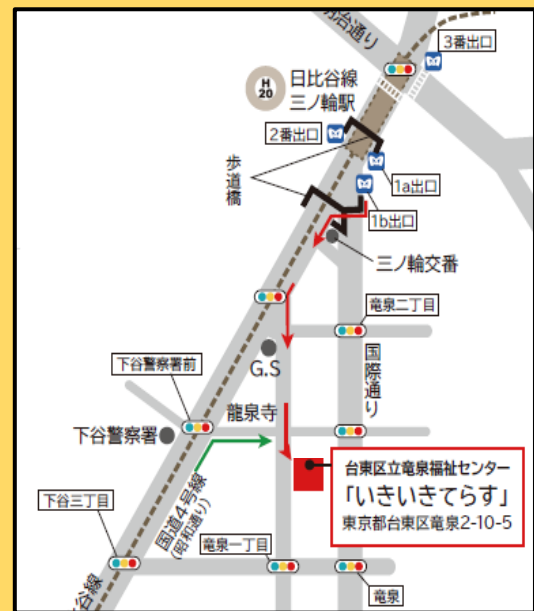 明治通り
3番出口
H
20
日比谷線
三ノ輪駅
2番出口
歩道橋
1a出口
1b出口
三ノ輪交番
竜泉二丁目
G.S
国際通り
下谷警察署前
龍泉寺
下谷警察署
台東区立竜泉福祉センター
「いきいきてらす」
東京都台東区竜泉2-10-5
国道4号線
(昭和通り)
下谷三丁目
竜泉一丁目
竜泉
谷線